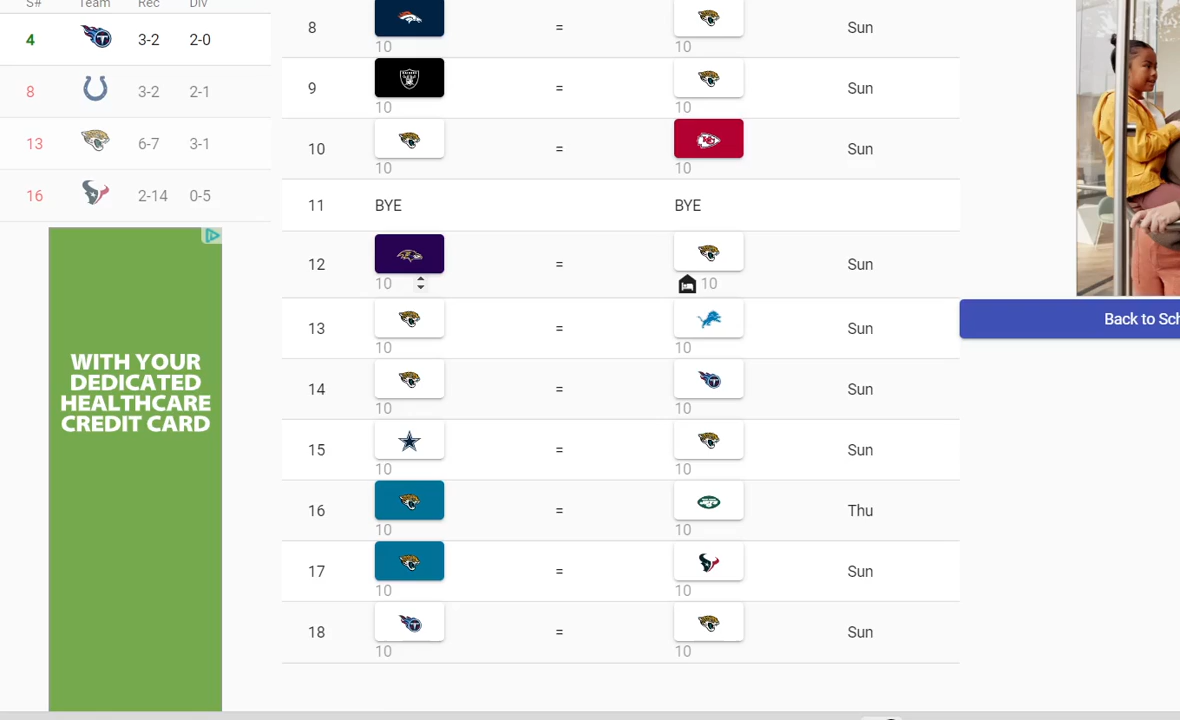 S# Team Rec Div
4 3-2 2-0
8 3-2 2-1
13 6-7 3-1
16 2-14 0-5
WITH YOUR
DEDICATED
HEALTHCARE
CREDIT CARD
8 = Sun
10 10
9 = Sun
10 10
10 = Sun
10 10
11 BYE BYE
12 = Sun
10 10
13 = Sun
10 10
14 = Sun
10 10
15 = Sun
10 10
16 = Thu
10 10
17 = Sun
10 10
18 = Sun
10 10
Back to Sch